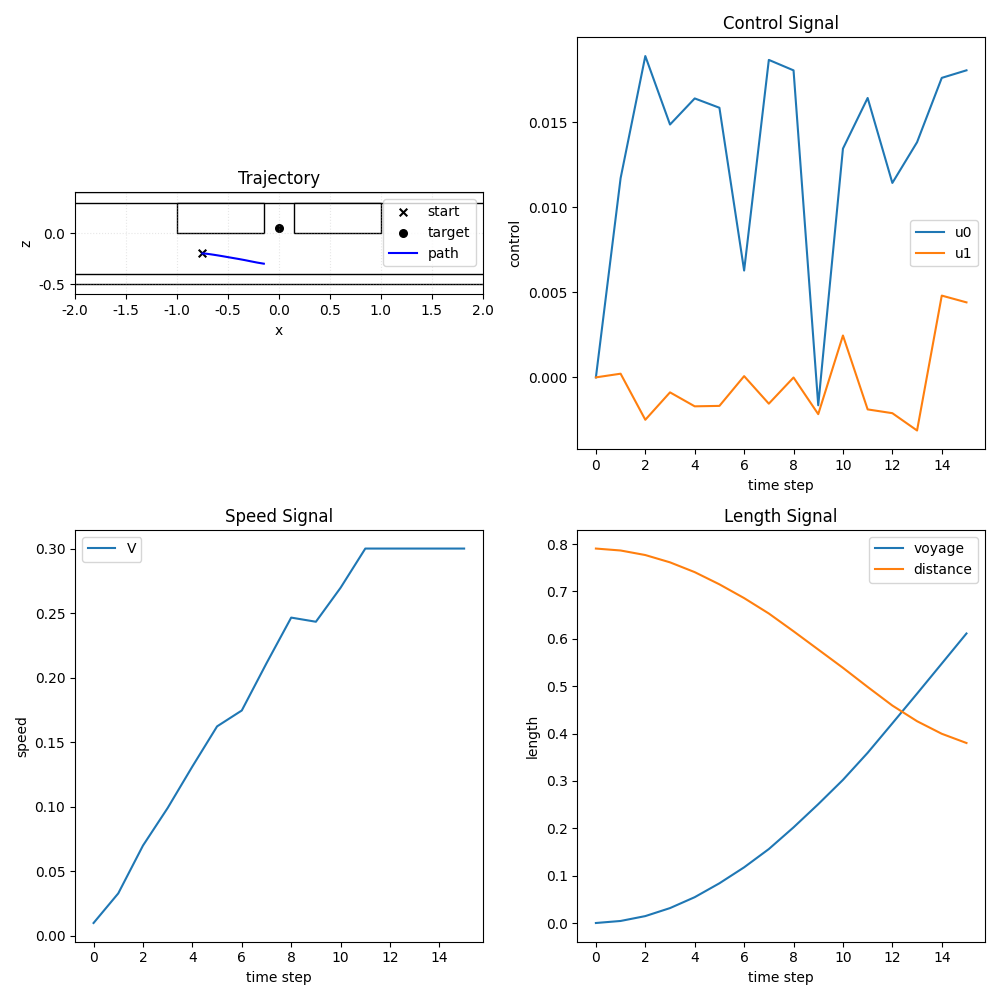 Trajectory
z
0.0
-0.5
-2.0 -1.5 -1.0 -0.5 0.0 0.5 1.0 1.5 2.0
x
start
target
path
Control Signal
control
0.015
0.010
0.005
0.000
0 2 4 6 8 10 12 14
time step
u0
u1
Speed Signal
speed
0.30
0.25
0.20
0.15
0.10
0.05
0.00
0 2 4 6 8 10 12 14
time step
V
Length Signal
length
0.8
0.7
0.6
0.5
0.4
0.3
0.2
0.1
0.0
0 2 4 6 8 10 12 14
time step
voyage
distance